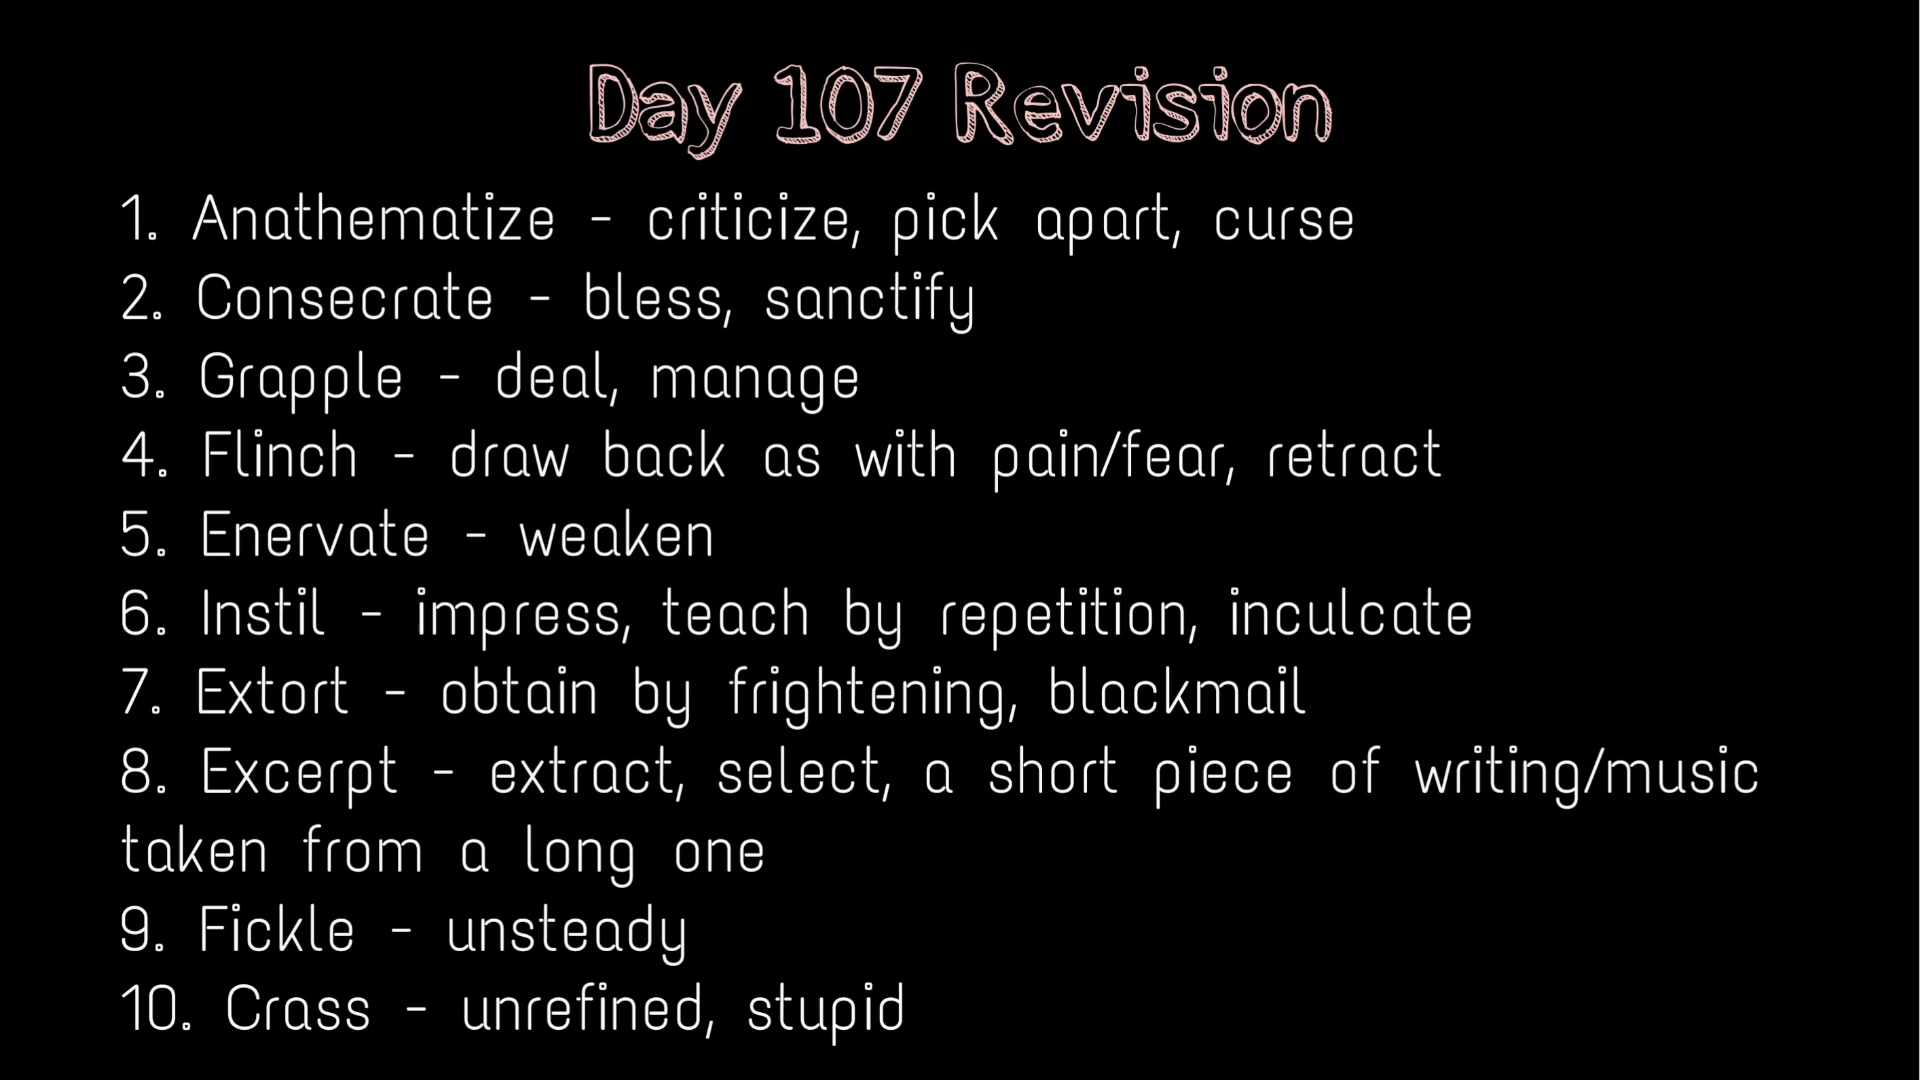 Day 107 Revision
1. Anathematize - criticize, pick apart, curse
2. Consecrate - bless, sanctify
3. Grapple - deal, manage
4. Flinch - draw back as with pain/fear, retract
5. Enervate - weaken
6. Instil - impress, teach by repetition, inculcate
7. Extort - obtain by frightening, blackmail
8. Excerpt - extract, select, a short piece of writing/music
taken from a long one
9. Fickle - unsteady
10. Crass - unrefined, stupid